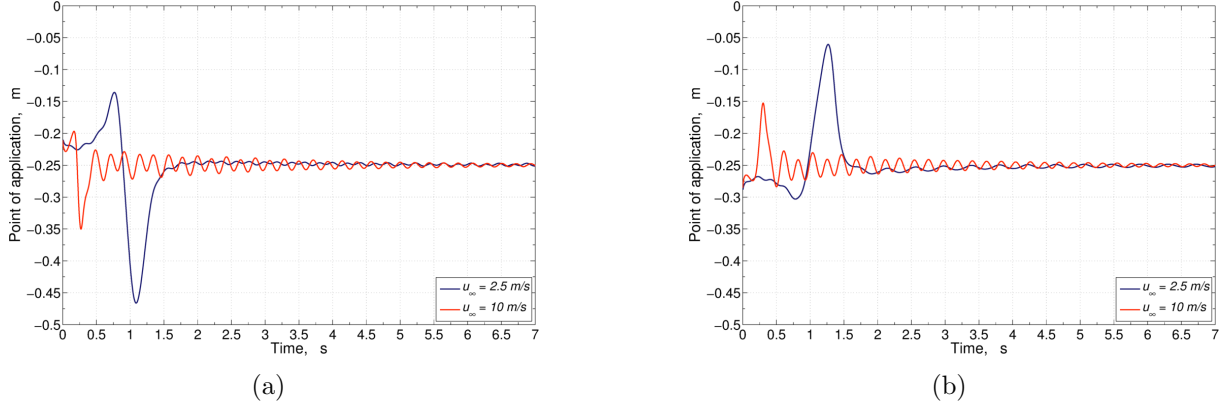 0
−0.05
−0.1
−0.15
−0.2
−0.25
−0.3
−0.35
−0.4
−0.45
−0.5
Point of application, m
0 0.5 1 1.5 2 2.5 3 3.5 4 4.5 5 5.5 6 6.5 7
Time, s
u∞ = 2.5 m/s
u∞ = 10 m/s
(a)
0
−0.05
−0.1
−0.15
−0.2
−0.25
−0.3
−0.35
−0.4
−0.45
−0.5
Point of application, m
0 0.5 1 1.5 2 2.5 3 3.5 4 4.5 5 5.5 6 6.5 7
Time, s
u∞ = 2.5 m/s
u∞ = 10 m/s
(b)